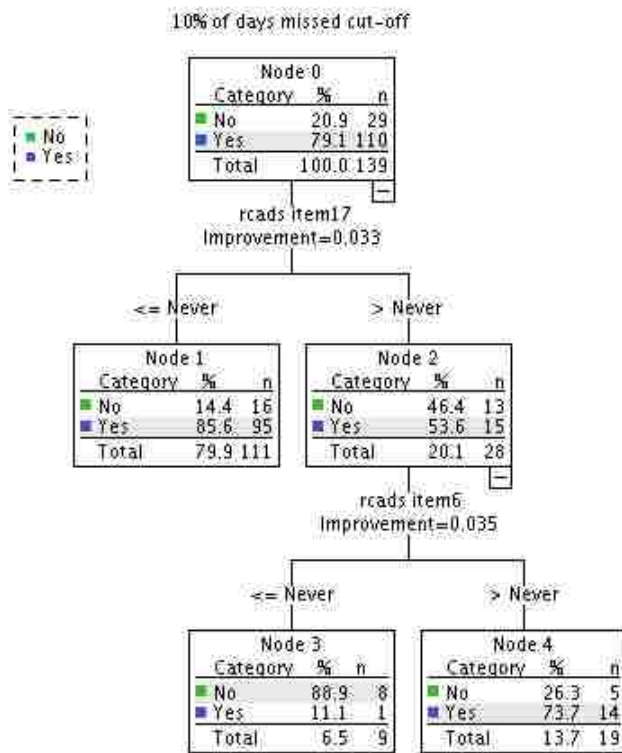 10% of days missed cut-off
No
Yes
Node 0
Category % n
No 20.9 29
Yes 79.1 110
Total 100.0 139
rcads item17
Improvement=0.033
<= Never
> Never
Node 1
Category % n
No 14.4 16
Yes 85.6 95
Total 79.9 111
Node 2
Category % n
No 46.4 13
Yes 53.6 15
Total 20.1 28
rcads item6
Improvement=0.035
<= Never
> Never
Node 3
Category % n
No 88.9 8
Yes 11.1 1
Total 6.5 9
Node 4
Category % n
No 26.3 5
Yes 73.7 14
Total 13.7 19